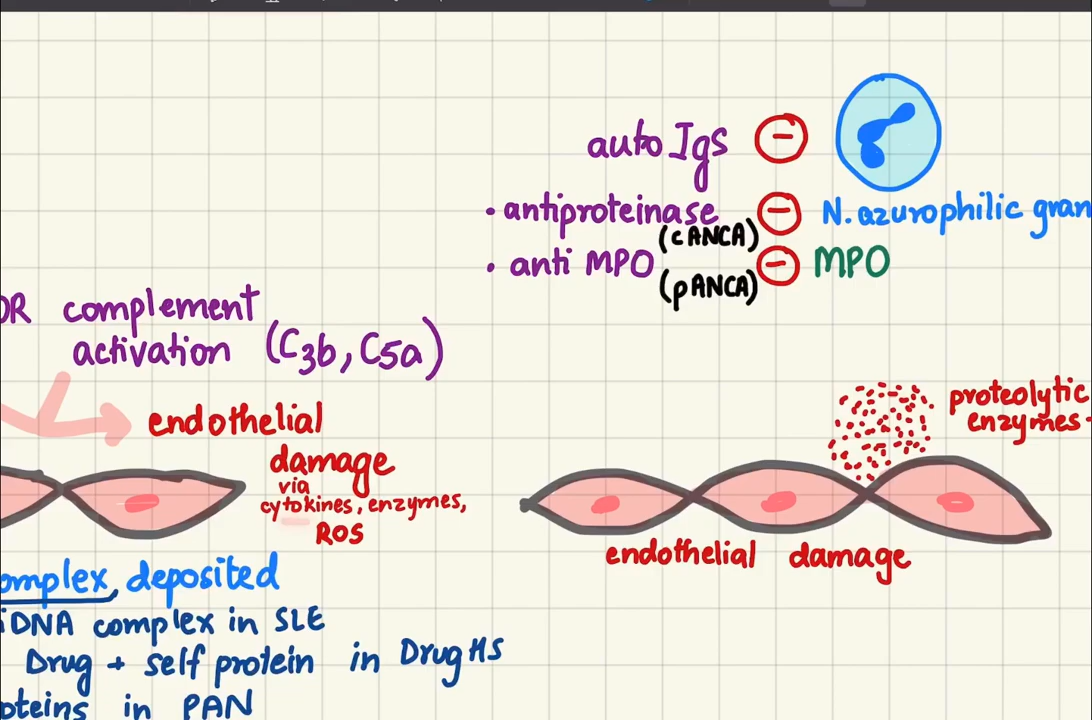 auto Igs
• antiproteinase N. azurophilic gran
(cANCA)
• anti MPO MPO
(pANCA)
OR complement
activation (C3b, C5a)
proteolytic
enzymes
endothelial
damage
via
cytokines, enzymes,
ROS
endothelial damage
omplex, deposited
iDNA complex in SLE
Drug + self protein in Drug HS
oteins in PAN